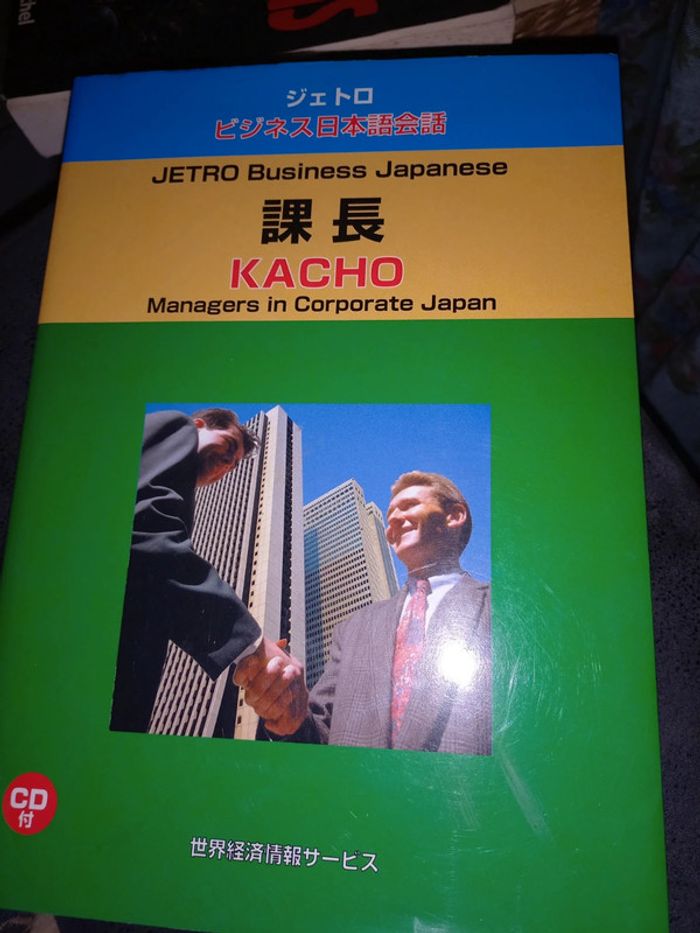 chel
ジェトロ
ビジネス日本語会話
JETRO Business Japanese
課長
KACHO
Managers in Corporate Japan
CD
付
世界経済情報サービス